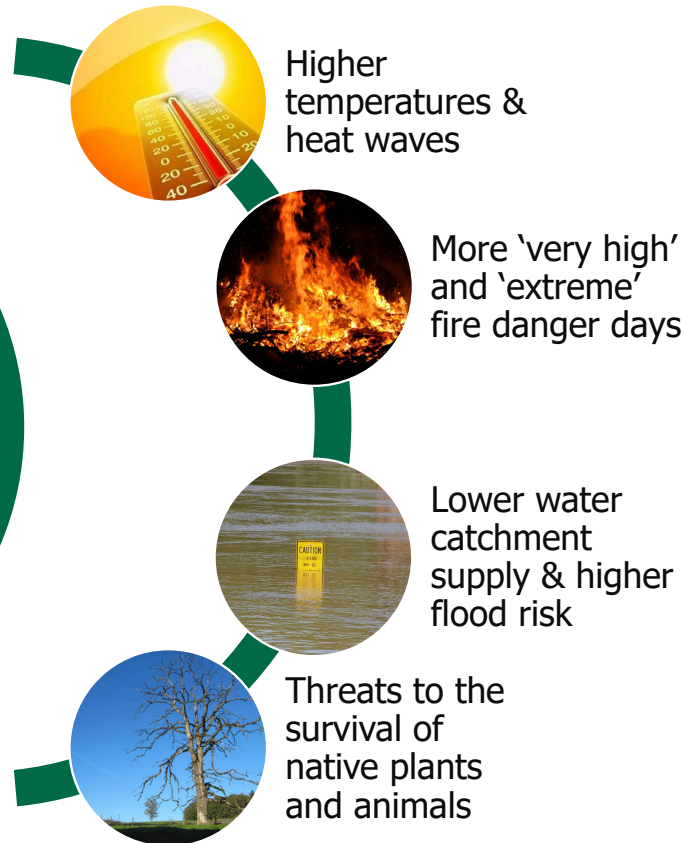 Higher
temperatures &
heat waves
More ‘very high’
and ‘extreme’
fire danger days
CAUTION
Lower water
catchment
supply & higher
flood risk
Threats to the
survival of
native plants
and animals